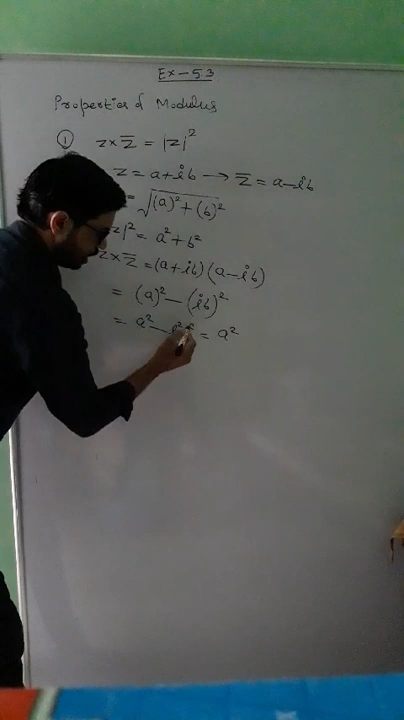 Ex-5.3
Properties of Modulus
① z × z̅ = |z|²
z = a+ib → z̅ = a-ib
= √(a)²+(b)²
z|² = a²+b²
z × z̅ = (a+ib)(a-ib)
= (a)² - (ib)²
= a² - i² = a²